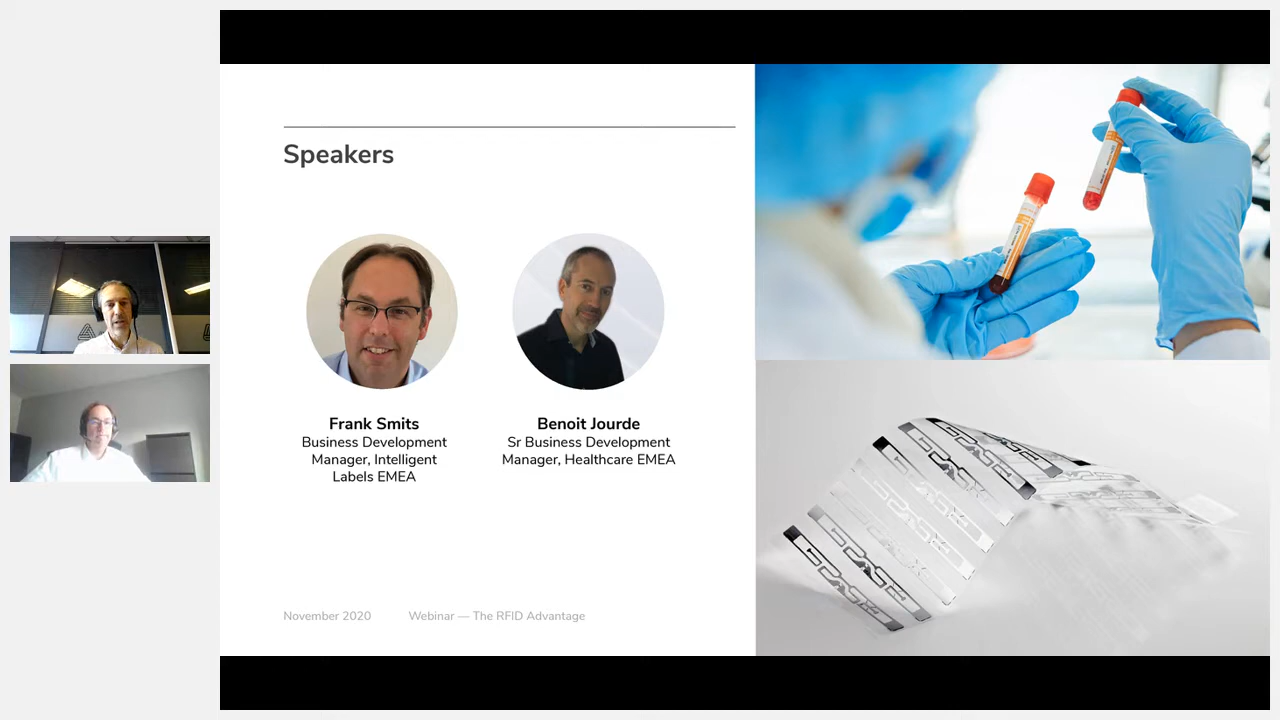 Speakers
Frank Smits
Business Development
Manager, Intelligent
Labels EMEA
Benoit Jourde
Sr Business Development
Manager, Healthcare EMEA
November 2020 Webinar — The RFID Advantage